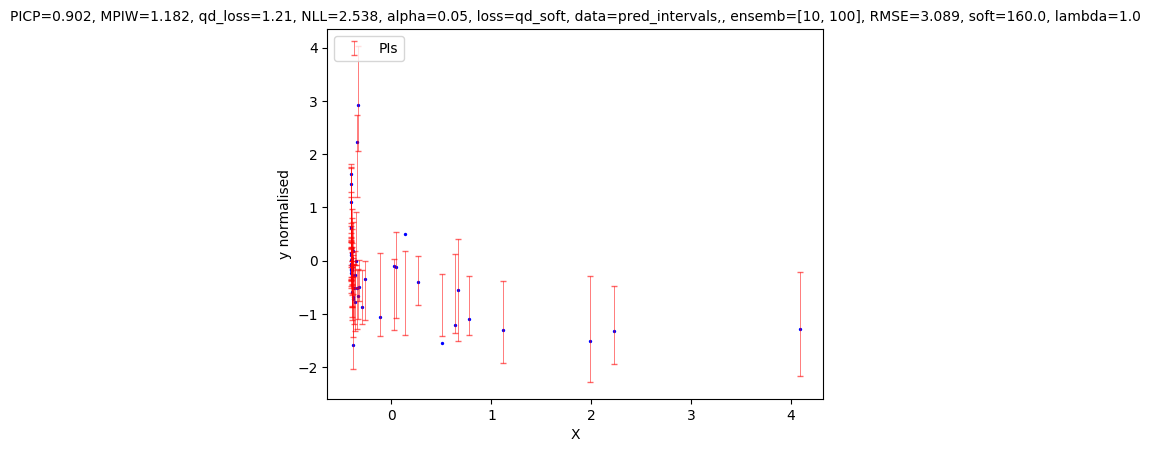 PICP=0.902, MPIW=1.182, qd_loss=1.21, NLL=2.538, alpha=0.05, loss=qd_soft, data=pred_intervals,, ensemb=[10, 100], RMSE=3.089, soft=160.0, lambda=1.0
PIs
4
3
2
1
0
−1
−2
y normalised
0 1 2 3 4
X